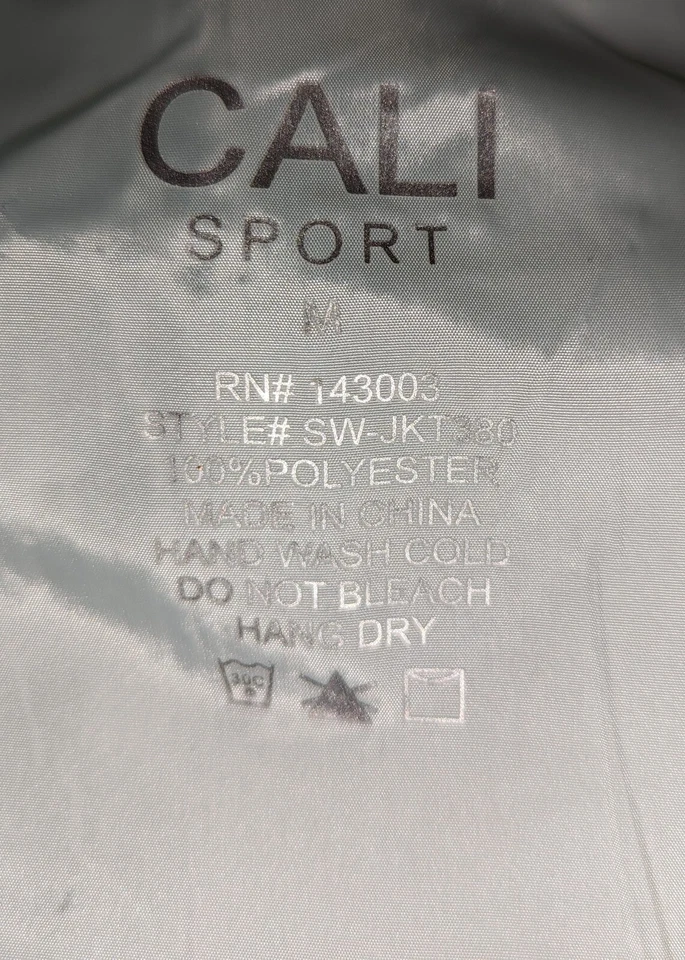 CALI
SPORT
M
RN# 143003
STYLE# SW-JKT380
100%POLYESTER
MADE IN CHINA
HAND WASH COLD
DO NOT BLEACH
HANG DRY
30C